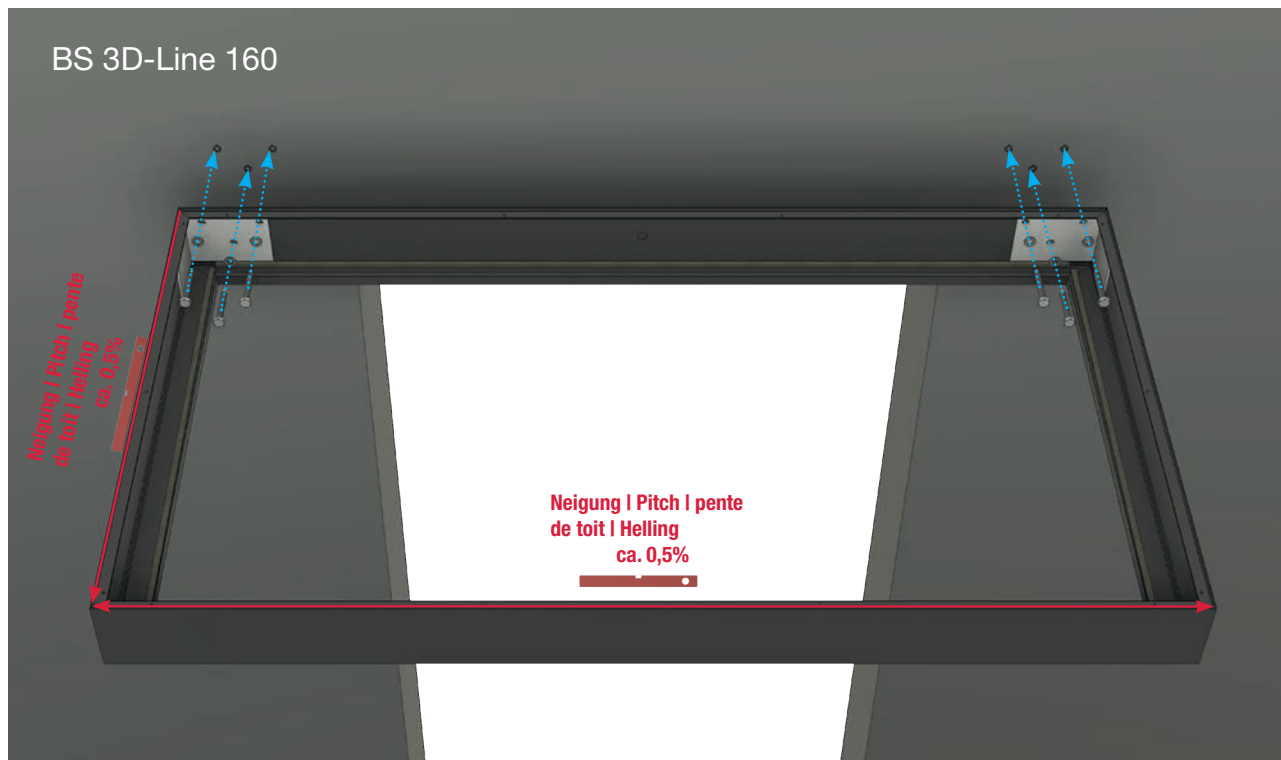 BS 3D-Line 160
Neigung | Pitch | pente
de toit | Helling
ca. 0,5%
Neigung | Pitch | pente
de toit | Helling
ca. 0,5%